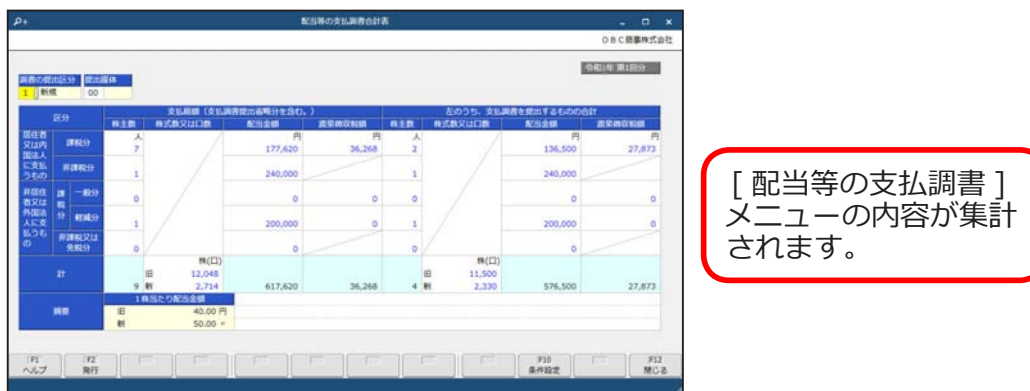 配当等の支払調書合計表
OBC商事株式会社
令和1年 第1回分
調書の提出区分 提出媒体
1 新規 00
区分 支払総額（支払調書提出省略分を含む。） 左のうち、支払調書を提出するものの合計
株主数 株式数又は口数 配当金額 源泉徴収税額 株主数 株式数又は口数 配当金額 源泉徴収税額
居住者又は内国法人に支払うもの 課税分 人 7 円 177,620 円 36,268 人 2 円 136,500 円 27,873
非課税分 1 240,000 1 240,000
非居住者又は外国法人に支払うもの 課税分 一般分 0 0 0 0 0 0
軽減分 1 200,000 0 1 200,000 0
非課税又は免税分 0 0 0 0
計 9 株(口) 旧 12,048 新 2,714 617,620 36,268 4 株(口) 旧 11,500 新 2,330 576,500 27,873
摘要 1株当たり配当金額
旧 40.00 円
新 50.00 〃
F1 ヘルプ F2 発行 F10 条件設定 F12 閉じる
[ 配当等の支払調書 ]
メニューの内容が集計
されます。